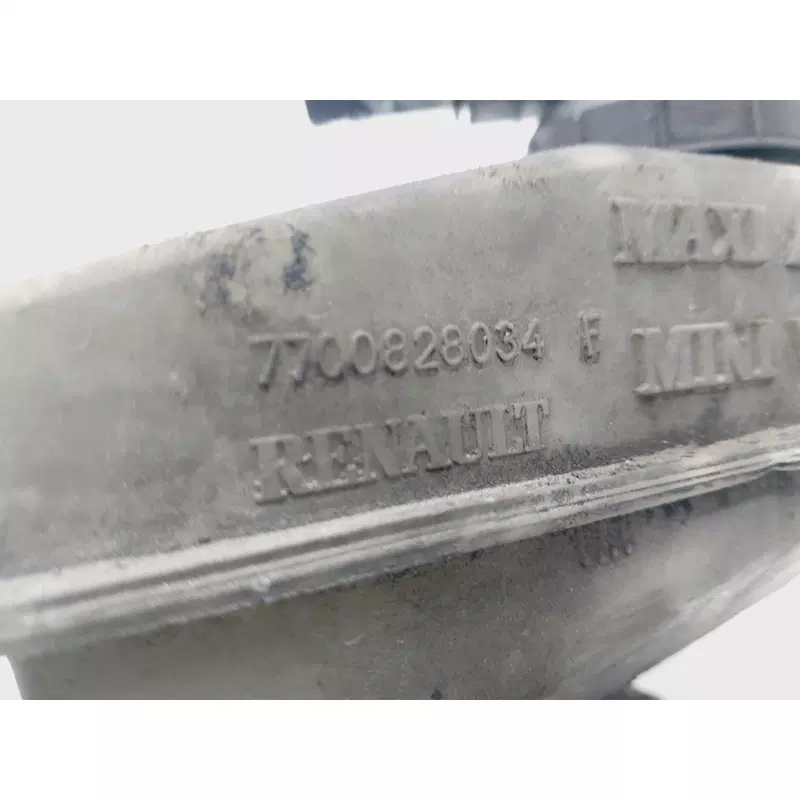 MAXI
7700828034 F
MINI
RENAULT